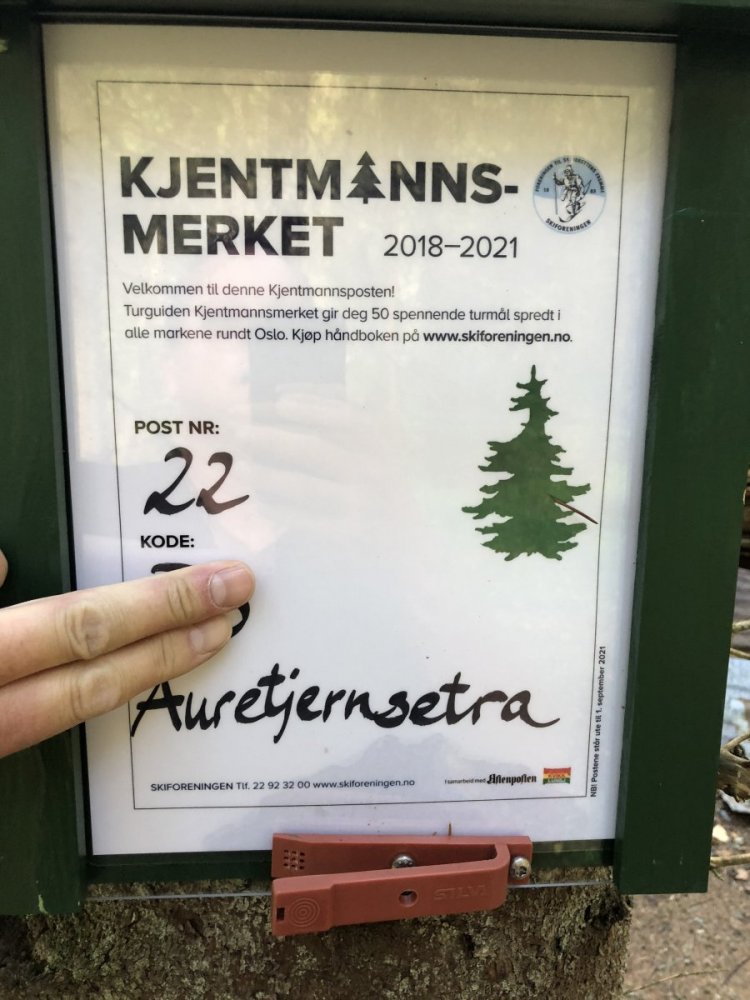 KJENTMANNS-
MERKET 2018–2021
SKIFORENINGEN
Velkommen til denne Kjentmannsposten!
Turguiden Kjentmannsmerket gir deg 50 spennende turmål spredt i
alle markene rundt Oslo. Kjøp håndboken på www.skiforeningen.no.
POST NR:
22
KODE:
Auretjernsetra
SKIFORENINGEN Tlf. 22 92 32 00 www.skiforeningen.no
I samarbeid med Aftenposten
NB! Postene står ute til 1. september 2021
SILVA